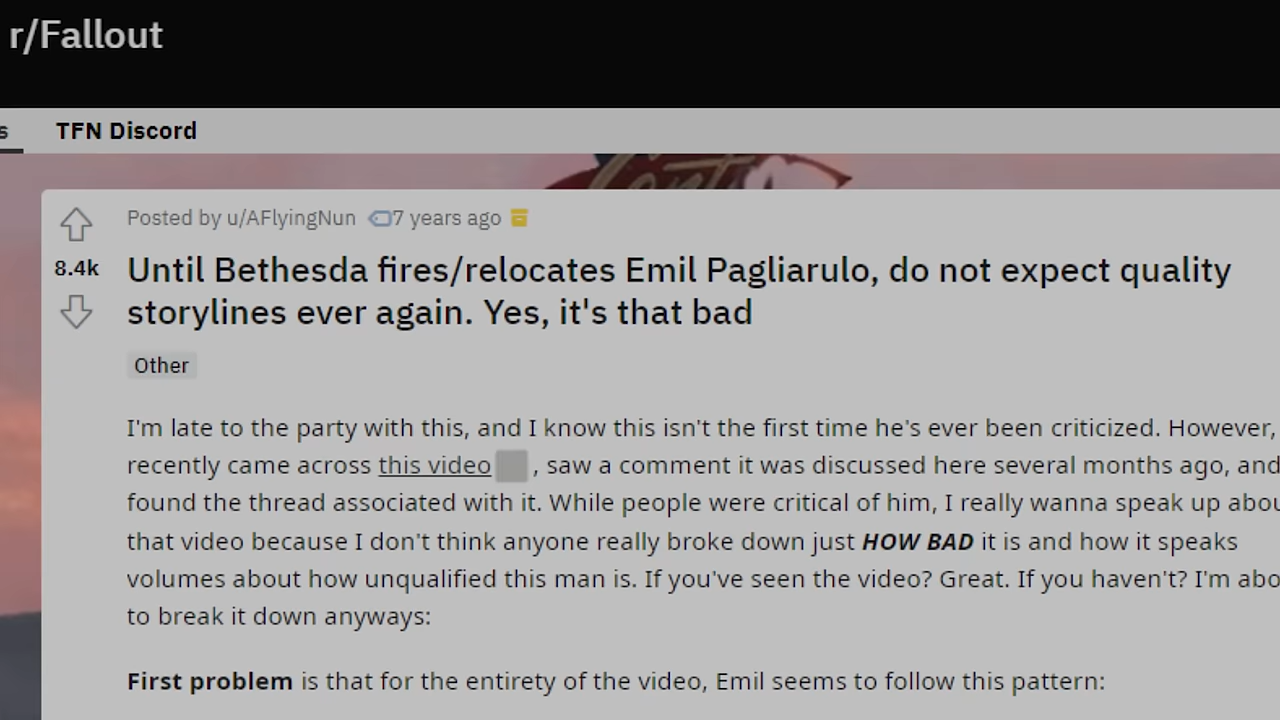 r/Fallout
s TFN Discord
Posted by u/AFlyingNun 7 years ago
8.4k
Until Bethesda fires/relocates Emil Pagliarulo, do not expect quality
storylines ever again. Yes, it's that bad
Other
I'm late to the party with this, and I know this isn't the first time he's ever been criticized. However,
recently came across this video , saw a comment it was discussed here several months ago, and
found the thread associated with it. While people were critical of him, I really wanna speak up abou
that video because I don't think anyone really broke down just HOW BAD it is and how it speaks
volumes about how unqualified this man is. If you've seen the video? Great. If you haven't? I'm abo
to break it down anyways:
First problem is that for the entirety of the video, Emil seems to follow this pattern: